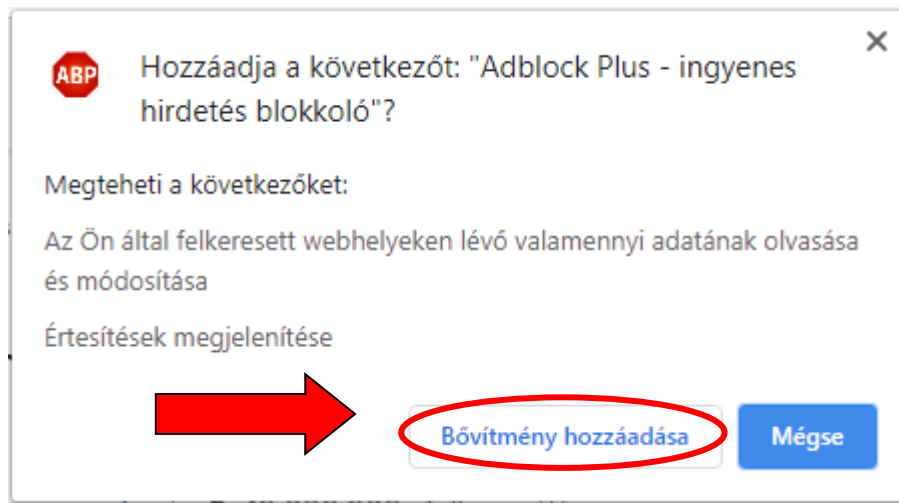 ABP
Hozzáadja a következőt: "Adblock Plus - ingyenes
hirdetés blokkoló"?
Megteheti a következőket:
Az Ön által felkeresett webhelyeken lévő valamennyi adatának olvasása
és módosítása
Értesítések megjelenítése
Bővítmény hozzáadása
Mégse